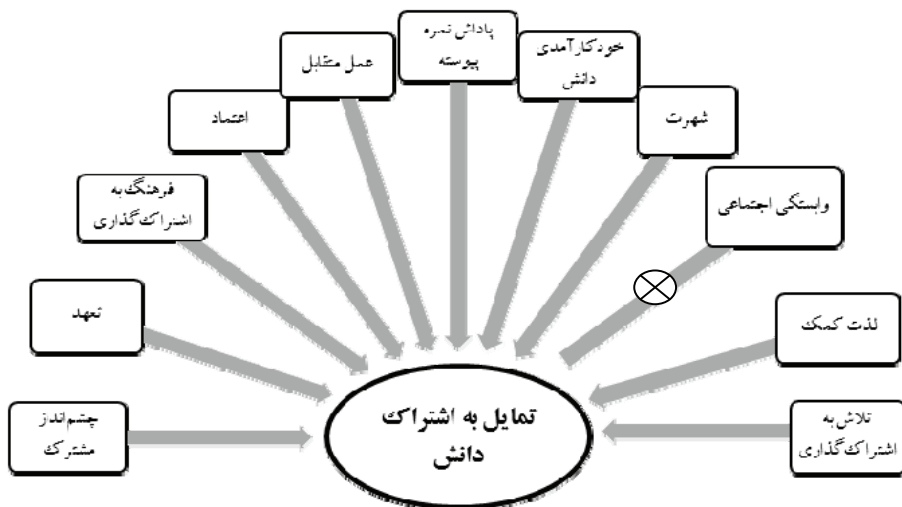 پاداش نمره
پیوسته
خودکارآمدی
دانش
عمل متقابل
شهرت
اعتماد
وابستگی اجتماعی
فرهنگ به
اشتراک‌گذاری
لذت کمک
تعهد
تلاش به
اشتراک‌گذاری
چشم‌انداز
مشترک
تمایل به اشتراک
دانش